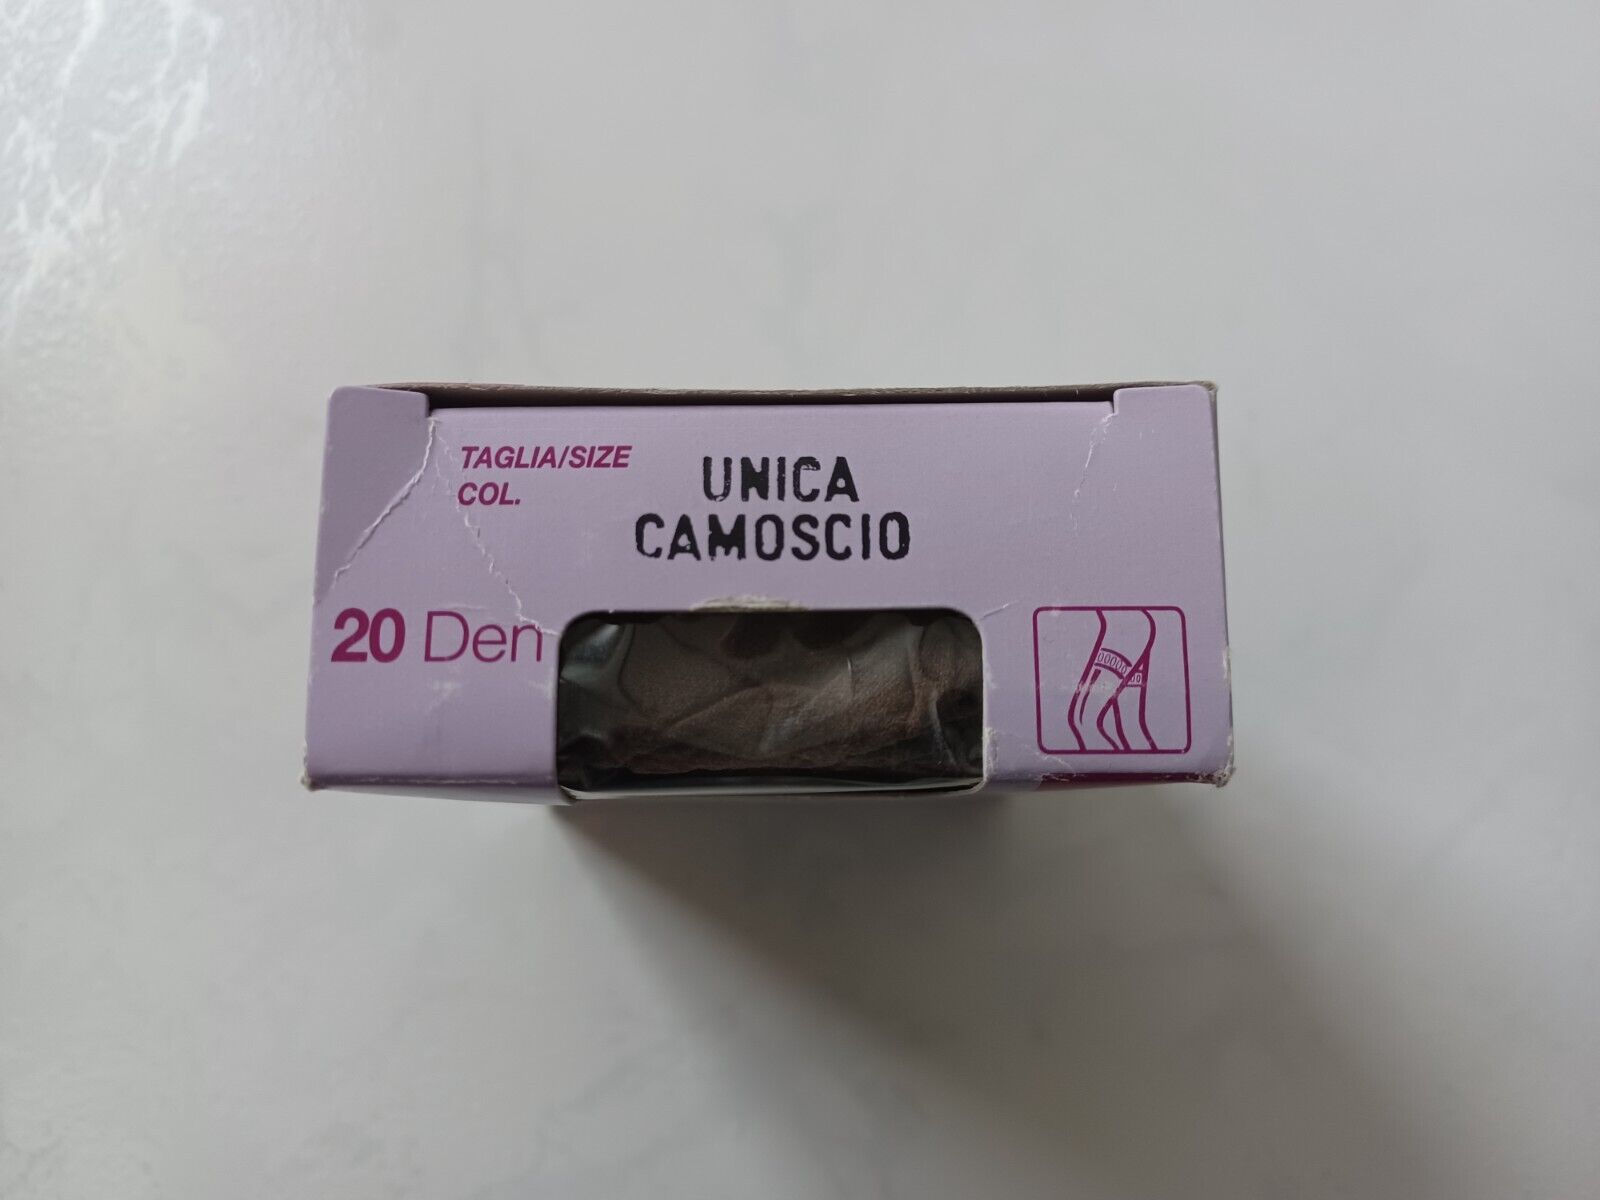 TAGLIA/SIZE UNICA
COL. CAMOSCIO
20 Den